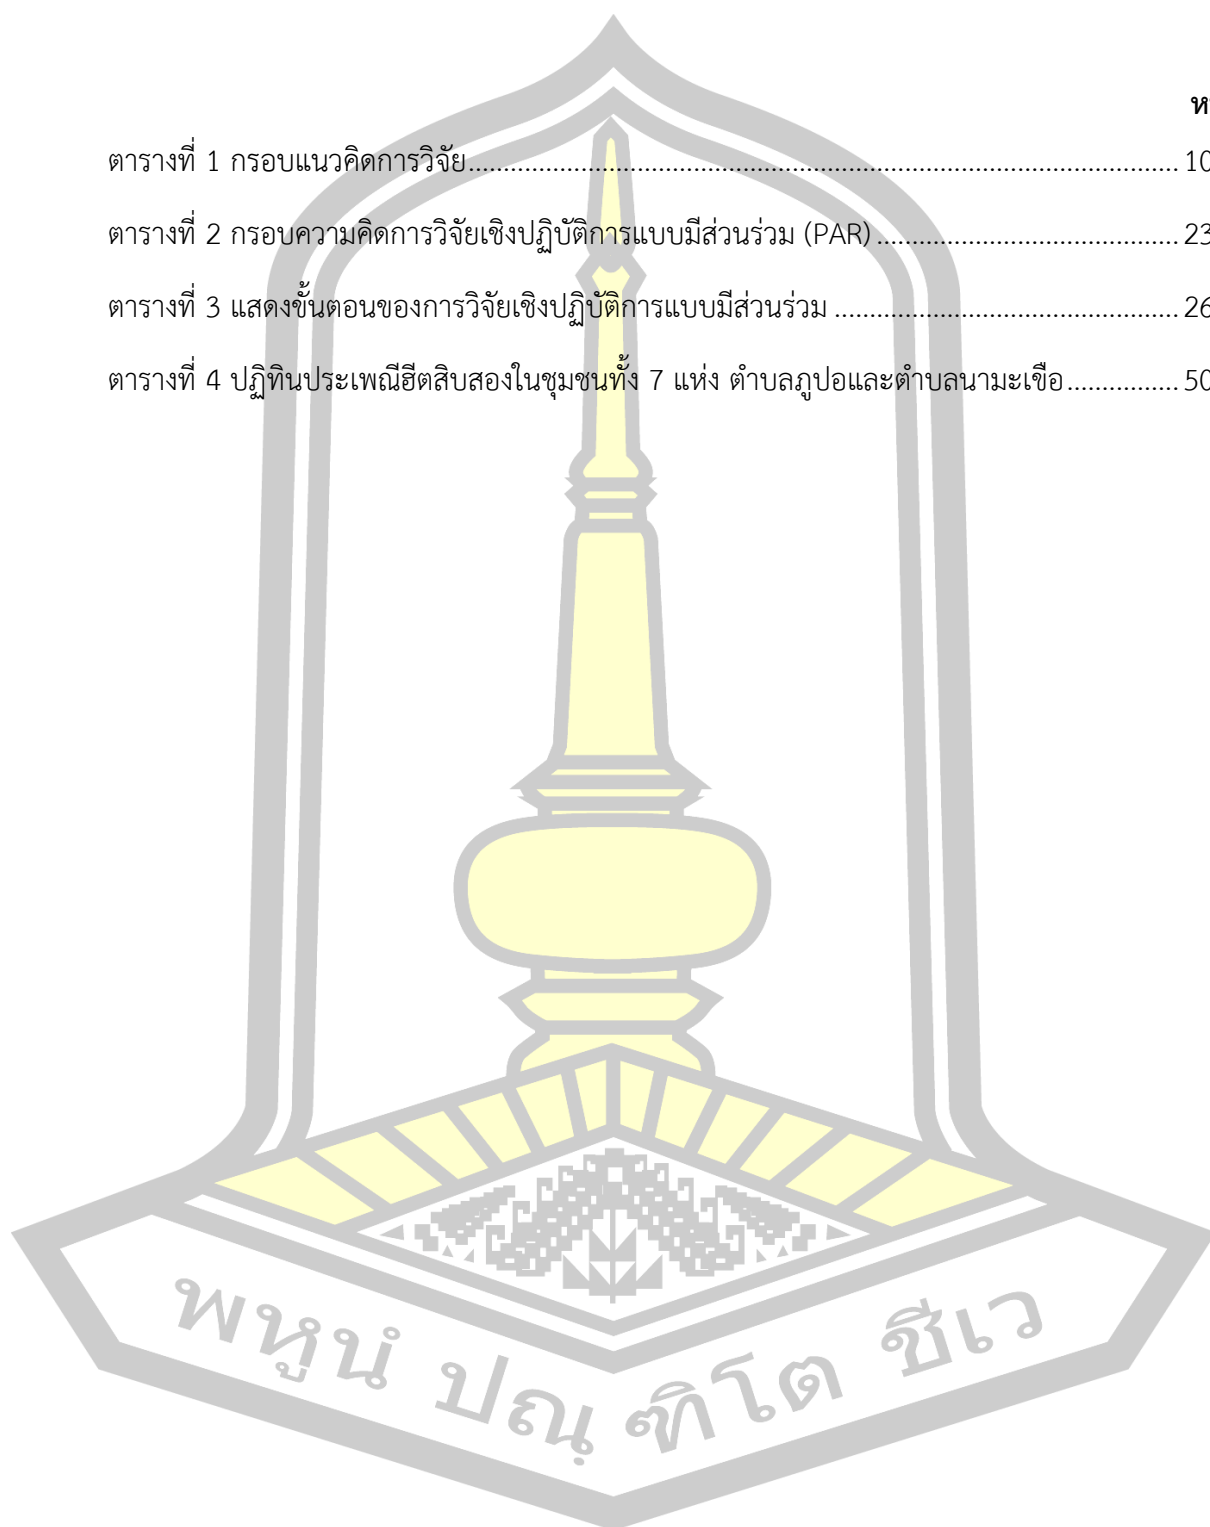 ตารางที่ 1 กรอบแนวคิดการวิจัย.......................................................................................................... 10
ตารางที่ 2 กรอบความคิดการวิจัยเชิงปฏิบัติการแบบมีส่วนร่วม (PAR)............................................. 23
ตารางที่ 3 แสดงขั้นตอนของการวิจัยเชิงปฏิบัติการแบบมีส่วนร่วม .................................................... 26
ตารางที่ 4 ปฏิทินประเพณีฮีตสิบสองในชุมชนทั้ง 7 แห่ง ตำบลภูปอและตำบลนามะเขือ................. 50
พหูนํ ปณฺฑิโต ชีเว